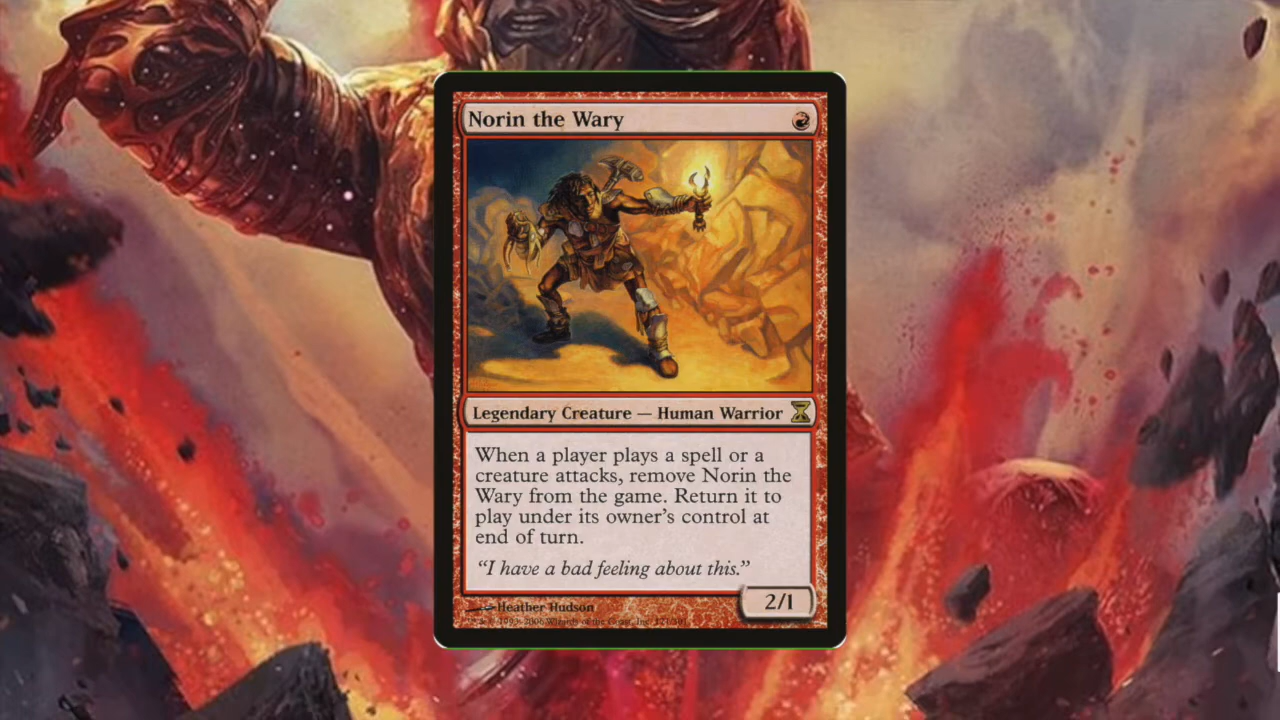 Norin the Wary
Legendary Creature — Human Warrior
When a player plays a spell or a
creature attacks, remove Norin the
Wary from the game. Return it to
play under its owner's control at
end of turn.
“I have a bad feeling about this.”
2/1
Heather Hudson